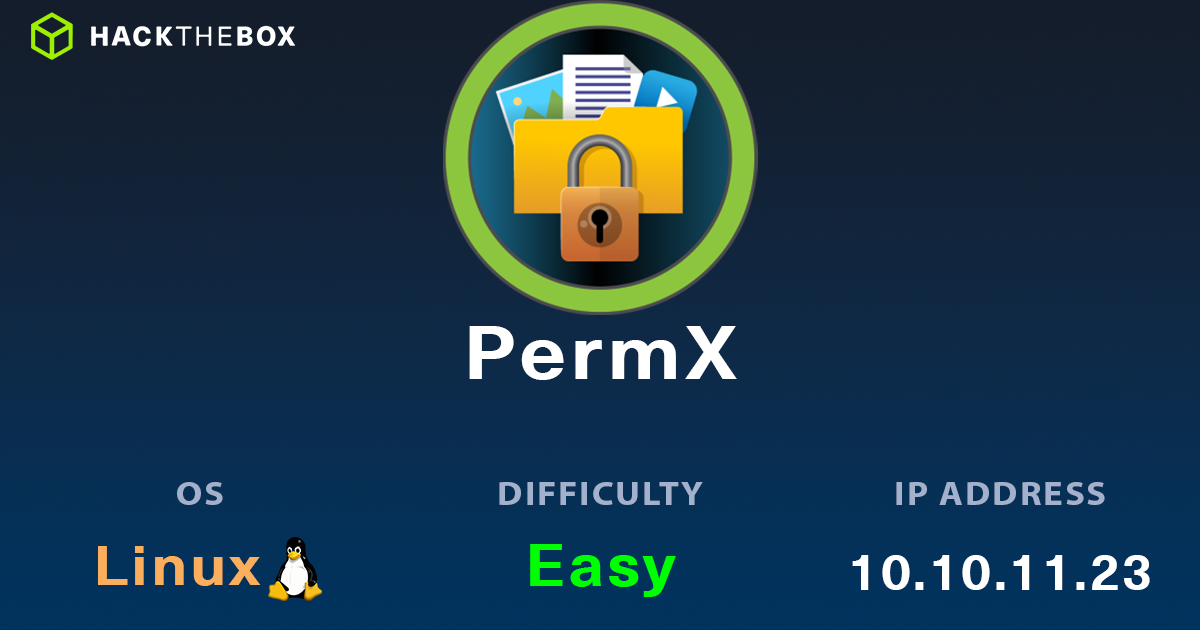 HACKTHEBOX
PermX
OS
DIFFICULTY
IP ADDRESS
Linux
Easy
10.10.11.23